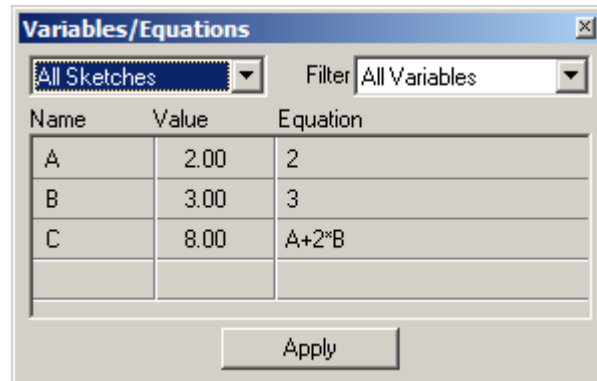 Variables/Equations
All Sketches Filter All Variables
Name Value Equation
A 2.00 2
B 3.00 3
C 8.00 A+2*B
Apply